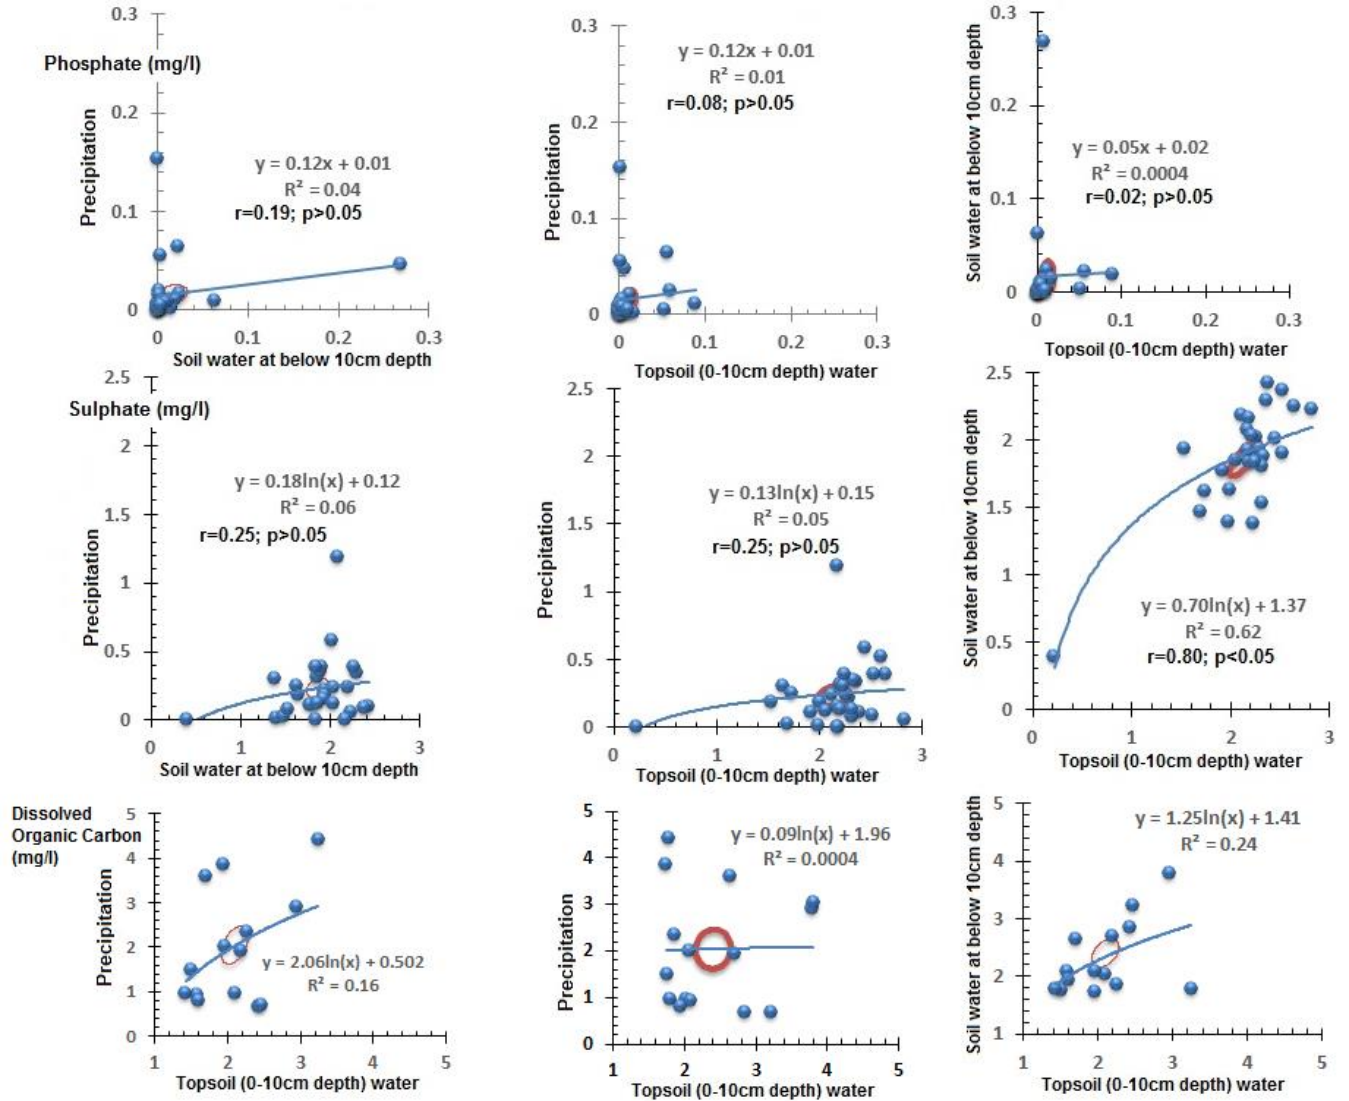 0.3
Phosphate (mg/l)
0.2
Precipitation
y = 0.12x + 0.01
R² = 0.04
r=0.19; p>0.05
0.1
0
0
0.1
0.2
0.3
Soil water at below 10cm depth
0.3
y = 0.12x + 0.01
R² = 0.01
r=0.08; p>0.05
0.2
Precipitation
0.1
0
0
0.1
0.2
0.3
Topsoil (0-10cm depth) water
0.3
Soil water at below 10cm depth
0.2
y = 0.05x + 0.02
R² = 0.0004
r=0.02; p>0.05
0.1
0
0
0.1
0.2
0.3
Topsoil (0-10cm depth) water
2.5
Sulphate (mg/l)
2
y = 0.18ln(x) + 0.12
R² = 0.06
r=0.25; p>0.05
1.5
Precipitation
1
0.5
0
0
1
2
3
Soil water at below 10cm depth
2.5
2
y = 0.13ln(x) + 0.15
R² = 0.05
r=0.25; p>0.05
1.5
Precipitation
1
0.5
0
0
1
2
3
Topsoil (0-10cm depth) water
2.5
2
Soil water at below 10cm depth
1.5
1
y = 0.70ln(x) + 1.37
R² = 0.62
r=0.80; p<0.05
0.5
0
0
1
2
3
Topsoil (0-10cm depth) water
Dissolved
Organic Carbon
(mg/l)
5
4
Precipitation
3
2
y = 2.06ln(x) + 0.502
R² = 0.16
1
0
1
2
3
4
5
Topsoil (0-10cm depth) water
5
y = 0.09ln(x) + 1.96
R² = 0.0004
4
Precipitation
3
2
1
0
1
2
3
4
5
Topsoil (0-10cm depth) water
5
y = 1.25ln(x) + 1.41
R² = 0.24
4
Soil water at below 10cm depth
3
2
1
1
2
3
4
5
Topsoil (0-10cm depth) water